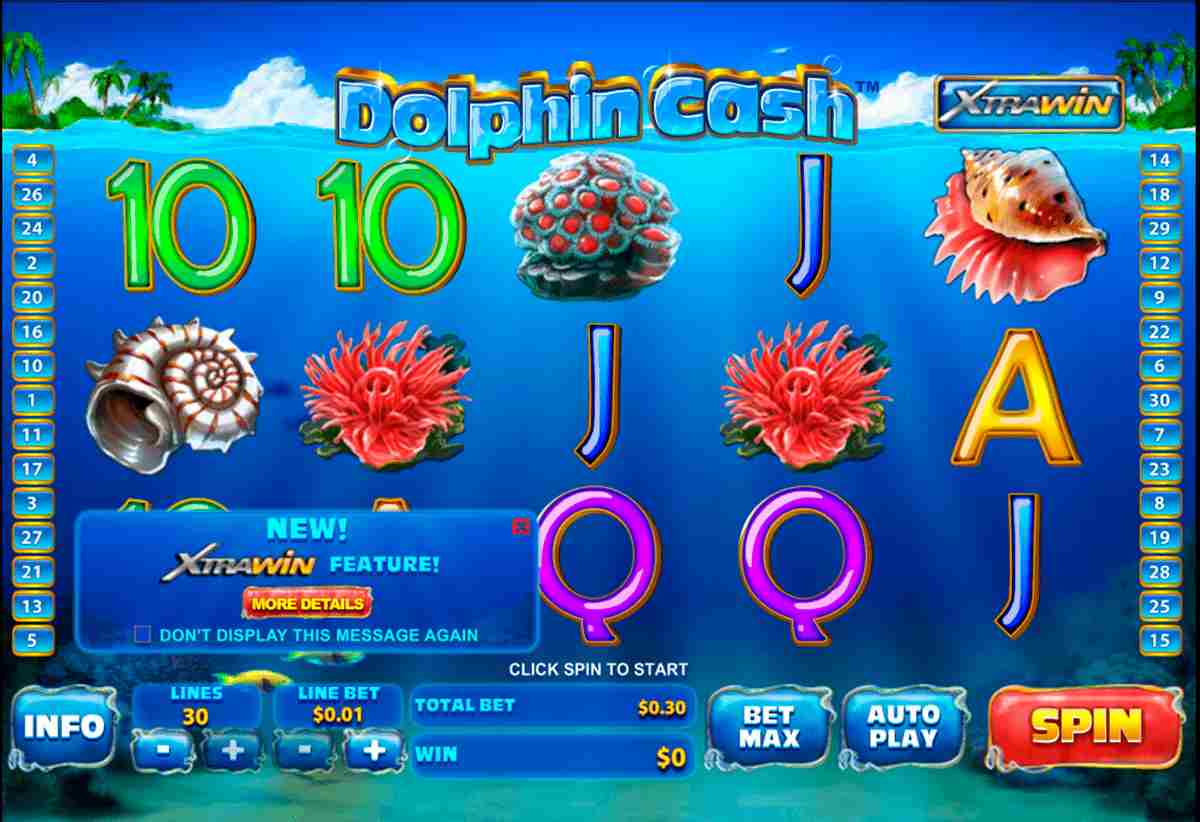 Dolphin Cash™
XTRAWIN
4
26
24
2
20
16
10
1
11
17
3
27
21
13
5
10
10
J
J
A
Q
Q
J
14
18
29
12
9
22
6
30
7
23
8
19
28
25
15
NEW!
XTRAWIN FEATURE!
MORE DETAILS
DON'T DISPLAY THIS MESSAGE AGAIN
CLICK SPIN TO START
INFO
LINES
30
-
+
LINE BET
$0.01
-
+
TOTAL BET $0.30
WIN $0
BET
MAX
AUTO
PLAY
SPIN